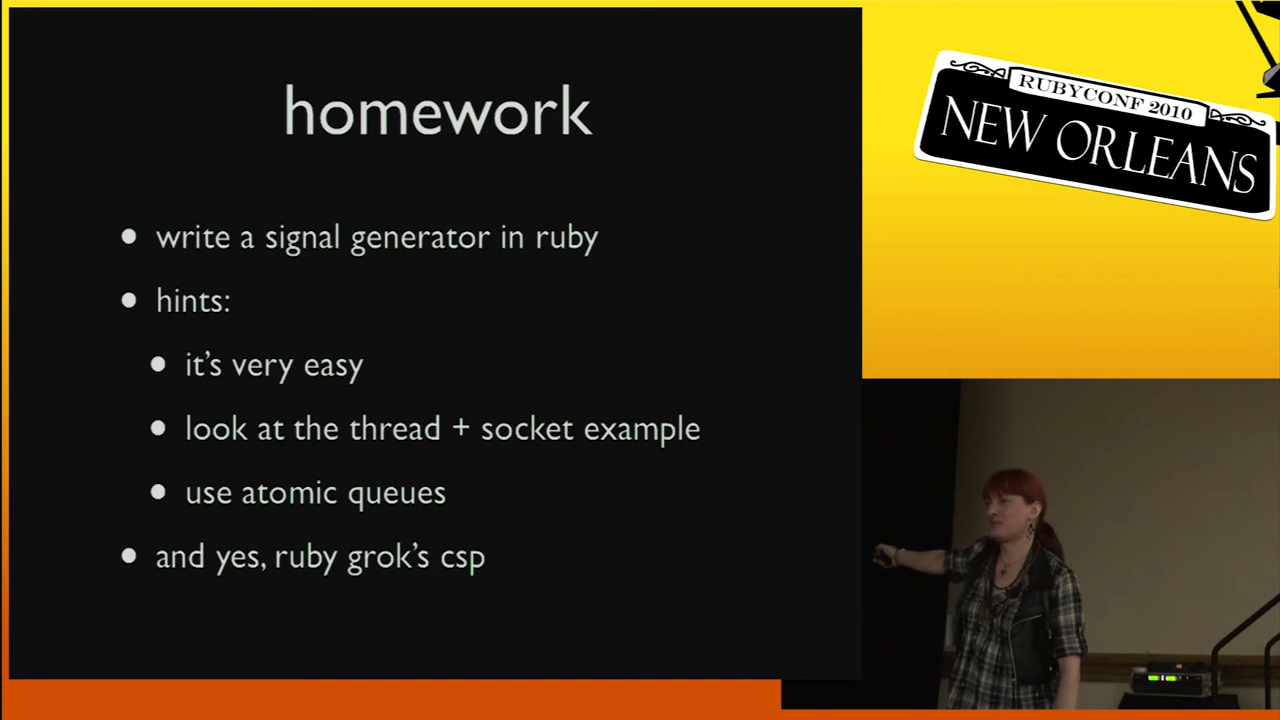 homework
write a signal generator in ruby
hints:
it's very easy
look at the thread + socket example
use atomic queues
and yes, ruby grok's csp
RUBYCONF 2010
NEW ORLEANS